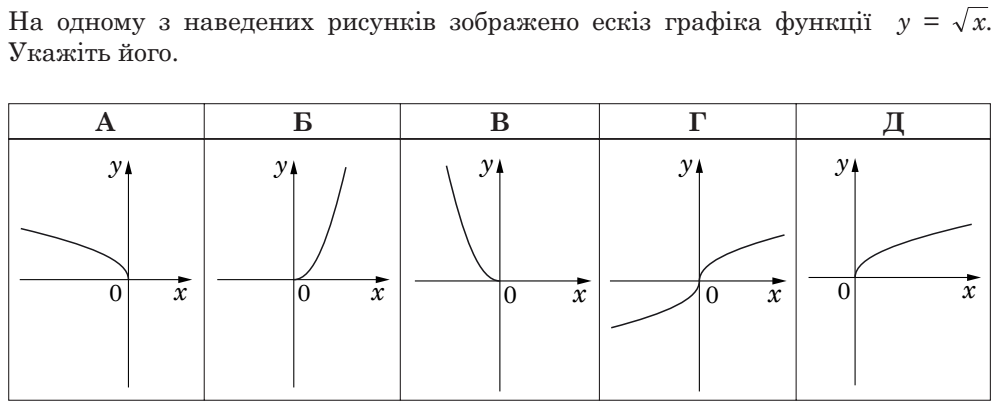 На одному з наведених рисунків зображено ескіз графіка функції y = √x.
Укажіть його.
А Б В Г Д
y y y y y
0 x 0 x 0 x 0 x 0 x